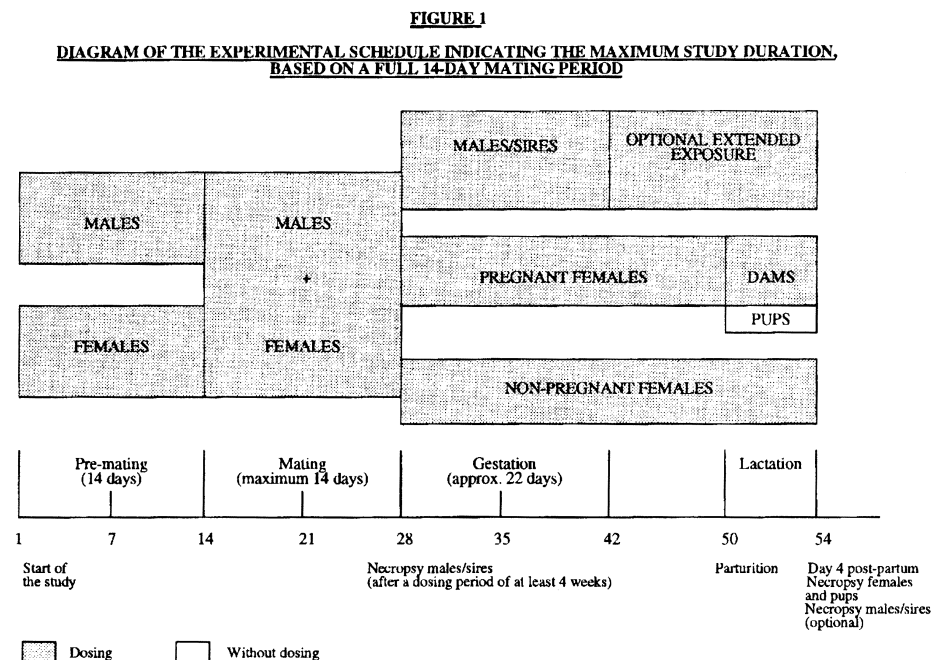 FIGURE 1
DIAGRAM OF THE EXPERIMENTAL SCHEDULE INDICATING THE MAXIMUM STUDY DURATION,
BASED ON A FULL 14-DAY MATING PERIOD
MALES/SIRES
OPTIONAL EXTENDED
EXPOSURE
MALES
MALES
+
PREGNANT FEMALES
DAMS
PUPS
FEMALES
FEMALES
NON-PREGNANT FEMALES
Pre-mating
(14 days)
Mating
(maximum 14 days)
Gestation
(approx. 22 days)
Lactation
1 7 14 21 28 35 42 50 54
Start of
the study
Necropsy males/sires
(after a dosing period of at least 4 weeks)
Parturition
Day 4 post-partum
Necropsy females
and pups
Necropsy males/sires
(optional)
Dosing
Without dosing